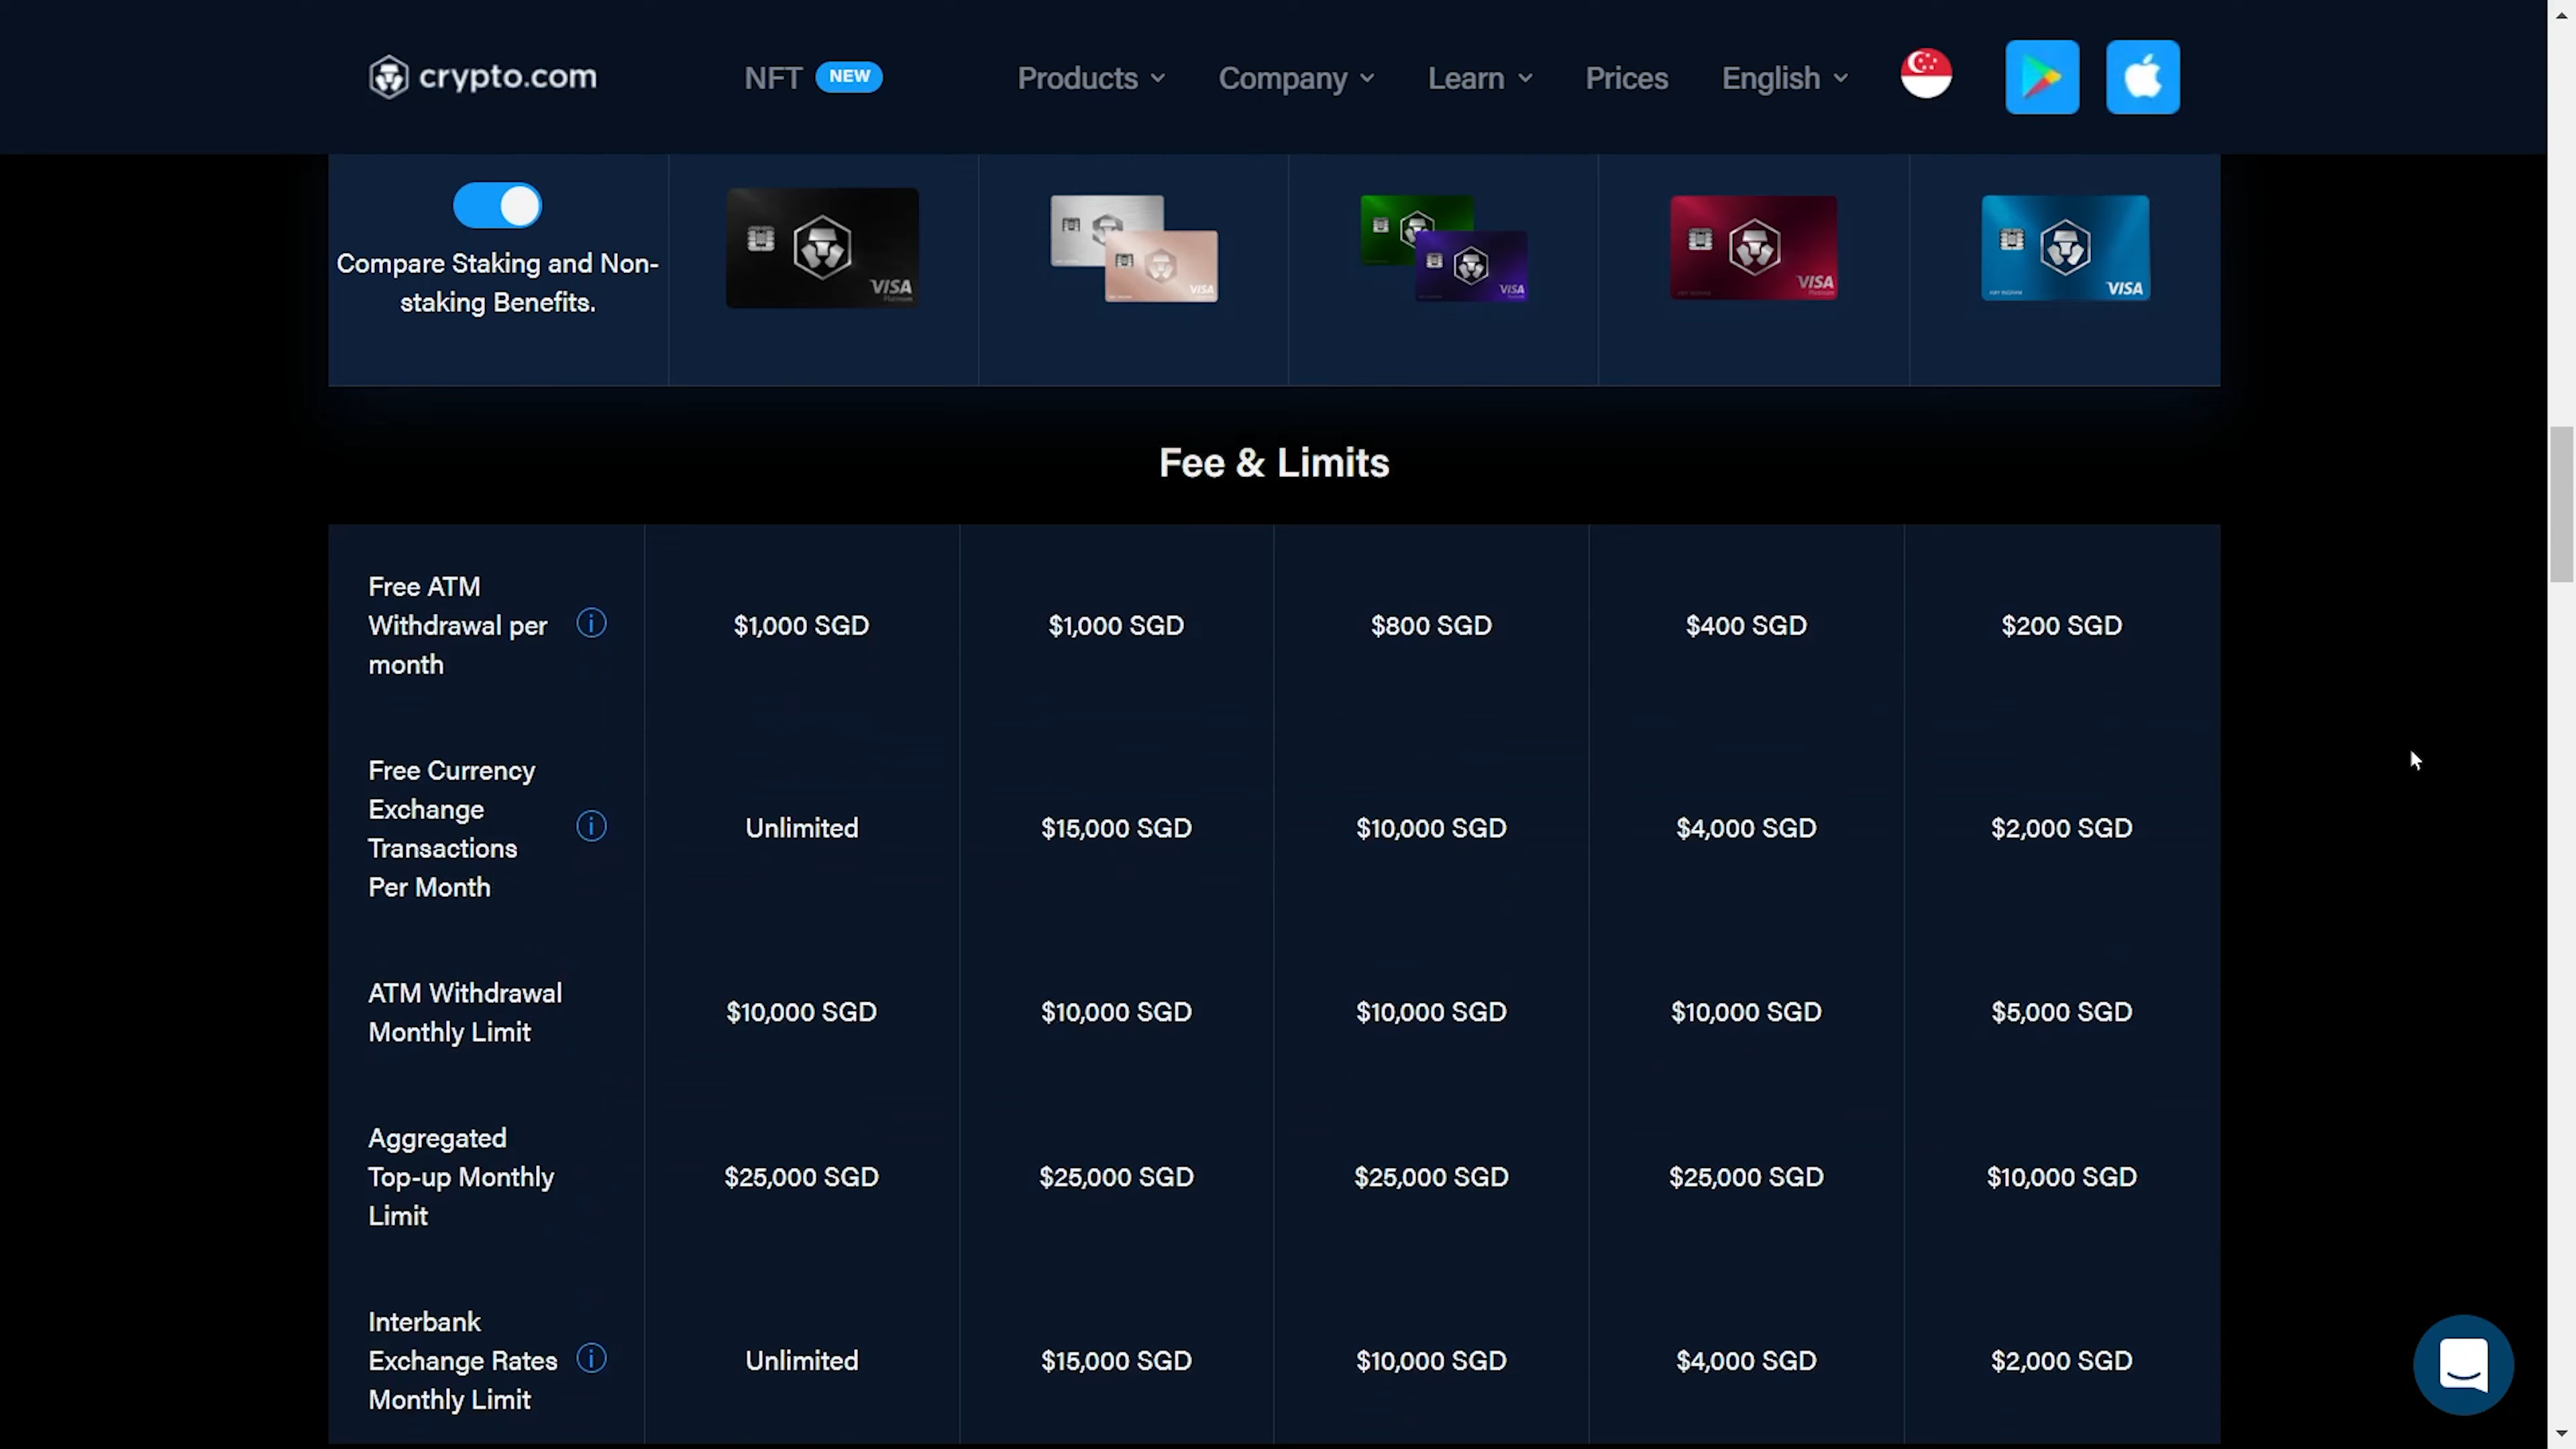 crypto.com
NFT NEW
Products
Company
Learn
Prices
English
Compare Staking and Non-
staking Benefits.
VISA
Platinum
VISA
VISA
VISA
Platinum
VISA
Fee & Limits
Free ATM
Withdrawal per
month
$1,000 SGD
$1,000 SGD
$800 SGD
$400 SGD
$200 SGD
Free Currency
Exchange
Transactions
Per Month
Unlimited
$15,000 SGD
$10,000 SGD
$4,000 SGD
$2,000 SGD
ATM Withdrawal
Monthly Limit
$10,000 SGD
$10,000 SGD
$10,000 SGD
$10,000 SGD
$5,000 SGD
Aggregated
Top-up Monthly
Limit
$25,000 SGD
$25,000 SGD
$25,000 SGD
$25,000 SGD
$10,000 SGD
Interbank
Exchange Rates
Monthly Limit
Unlimited
$15,000 SGD
$10,000 SGD
$4,000 SGD
$2,000 SGD